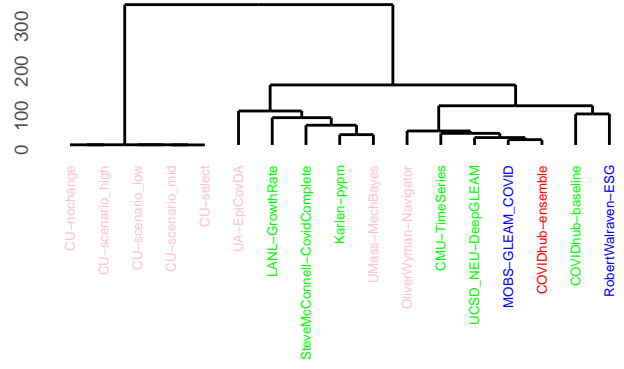 0 100 200 300
CU−nochange
CU−scenario_high
CU−scenario_low
CU−scenario_mid
CU−select
UA−EpiCovDA
LANL−GrowthRate
SteveMcConnell−CovidComplete
Karlen−pypm
UMass−MechBayes
OliverWyman−Navigator
CMU−TimeSeries
UCSD_NEU−DeepGLEAM
MOBS−GLEAM_COVID
COVIDhub−ensemble
COVIDhub−baseline
RobertWalraven−ESG